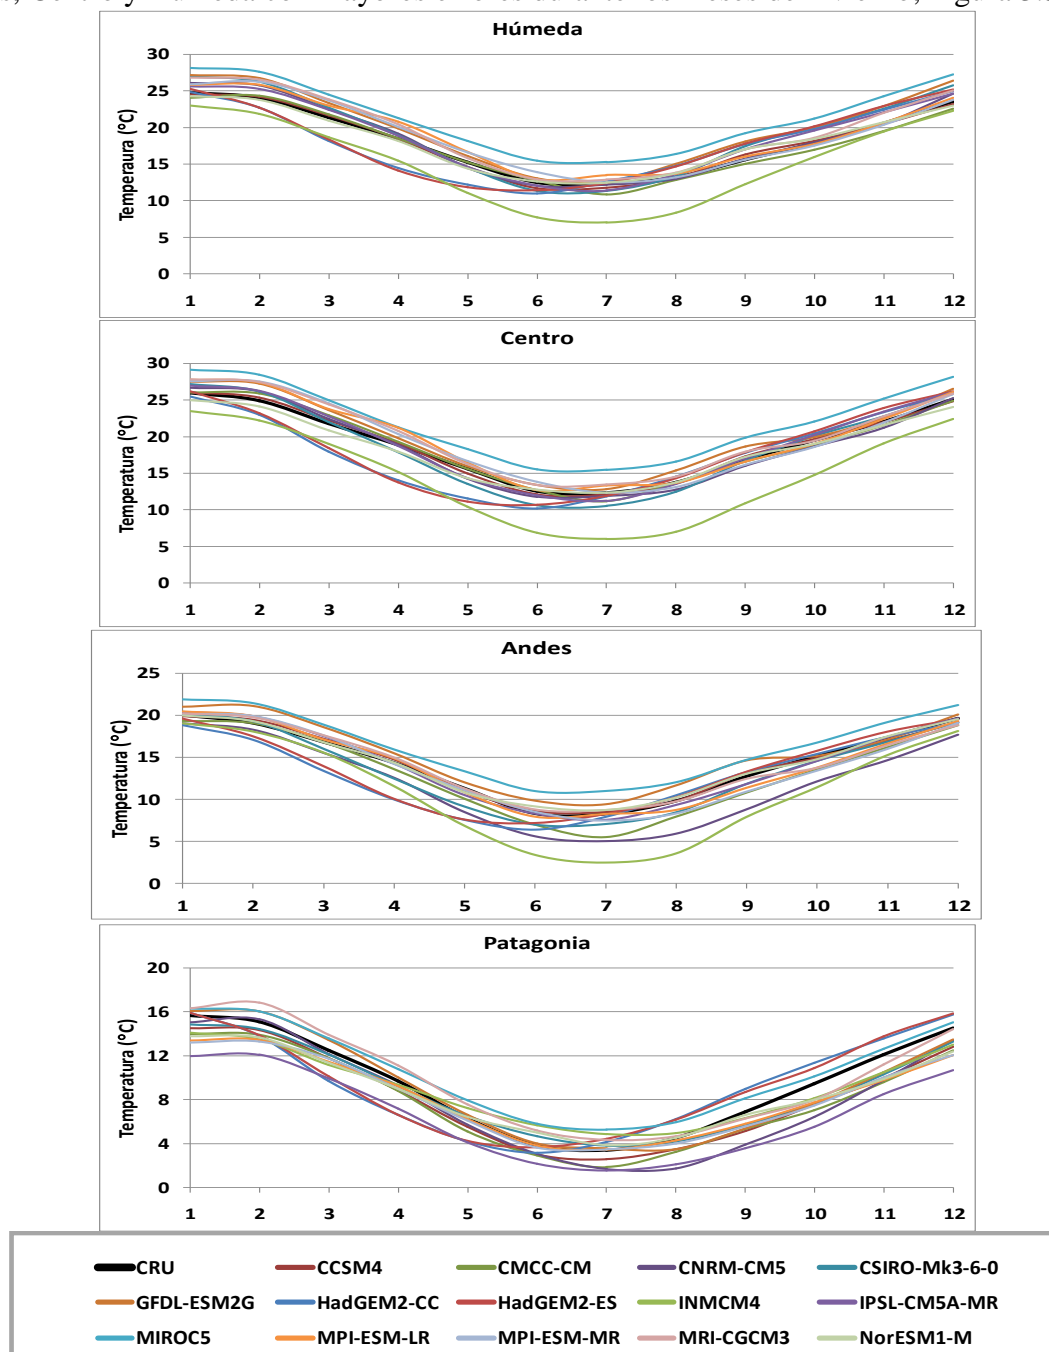 Húmeda
Temperaura (°C)
30
25
20
15
10
5
0
1 2 3 4 5 6 7 8 9 10 11 12
Centro
Temperatura (°C)
30
25
20
15
10
5
0
1 2 3 4 5 6 7 8 9 10 11 12
Andes
Temperatura (°C)
25
20
15
10
5
0
1 2 3 4 5 6 7 8 9 10 11 12
Patagonia
Temperatura (°C)
20
16
12
8
4
0
1 2 3 4 5 6 7 8 9 10 11 12
CRU CCSM4 CMCC-CM CNRM-CM5 CSIRO-Mk3-6-0
GFDL-ESM2G HadGEM2-CC HadGEM2-ES INMCM4 IPSL-CM5A-MR
MIROC5 MPI-ESM-LR MPI-ESM-MR MRI-CGCM3 NorESM1-M